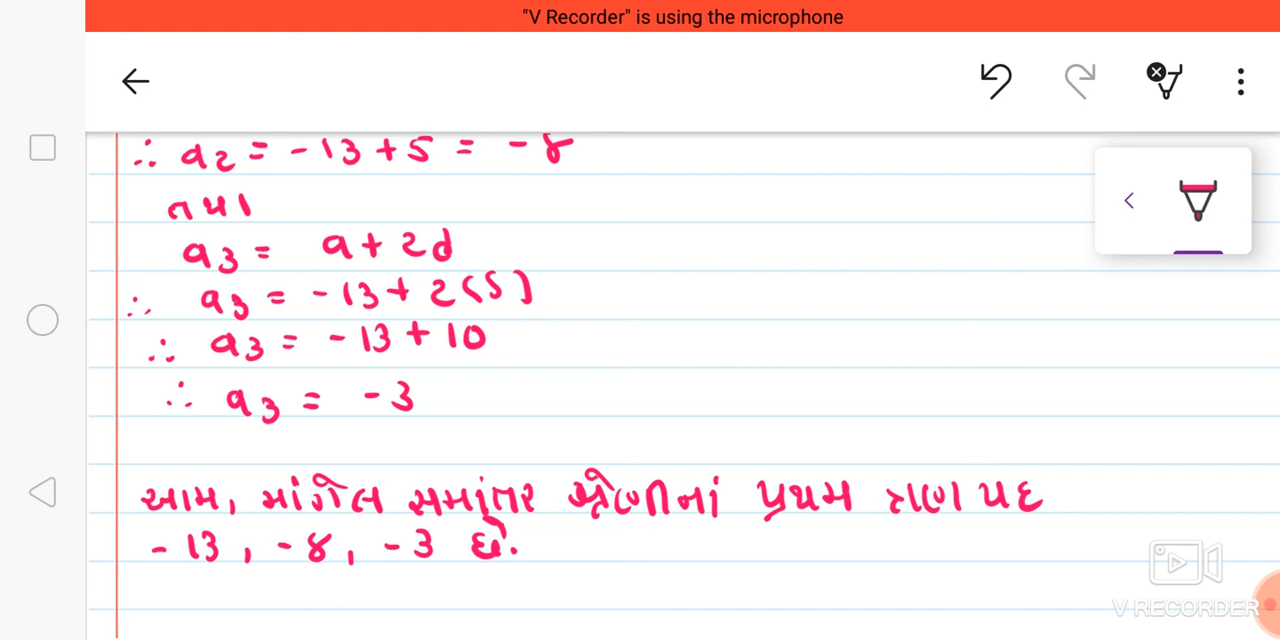 "V Recorder" is using the microphone
∴ a2 = -13 + 5 = -8
તથા
a3 = a + 2d
∴ a3 = -13 + 2(5)
∴ a3 = -13 + 10
∴ a3 = -3
આમ, માંગેલ સમાંતર શ્રેણીનાં પ્રથમ ત્રણ પદ
-13, -8, -3 છે.
V RECORDER